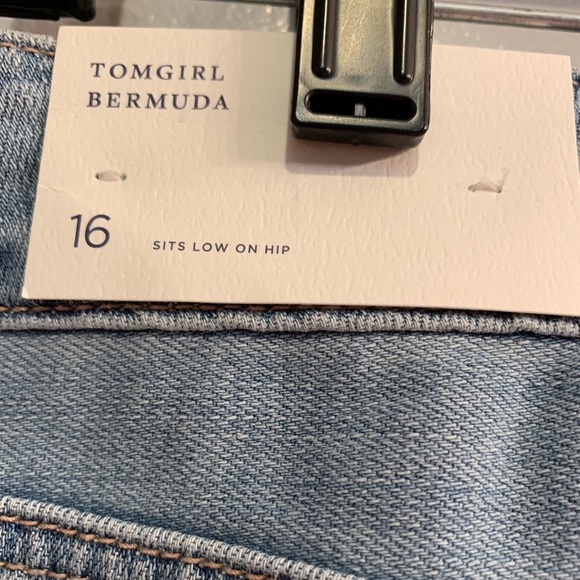 TOMGIRL
BERMUDA
16 SITS LOW ON HIP